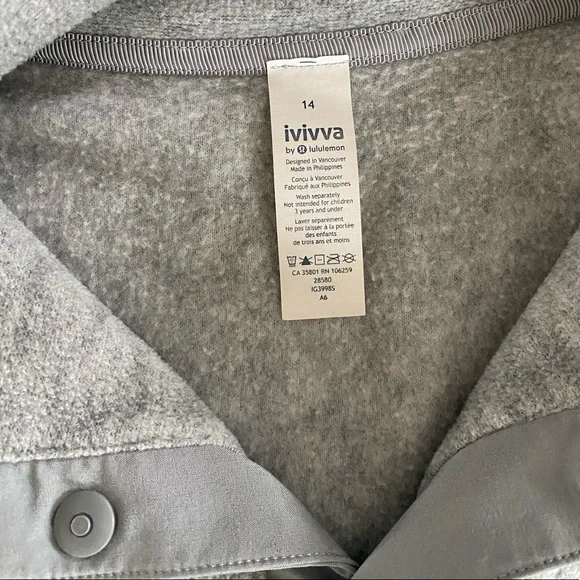 14
ivivva
by lululemon
Designed in Vancouver
Made in Philippines
Conçu à Vancouver
Fabriqué aux Philippines
Wash separately
Not intended for children
3 years and under
Laver séparément
Ne pas laisser à la portée
des enfants
de trois ans et moins
CA 35801 RN 106259
28580
IG399BS
A6